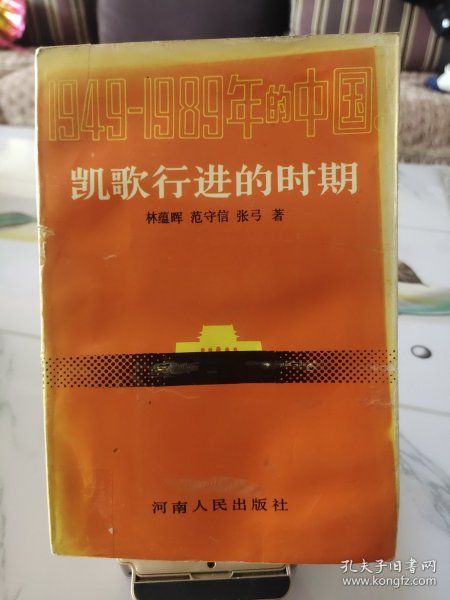 1949-1989年的中国
凯歌行进的时期
林蕴晖 范守信 张弓 著
河南人民出版社
孔夫子旧书网
www.kongfz.com